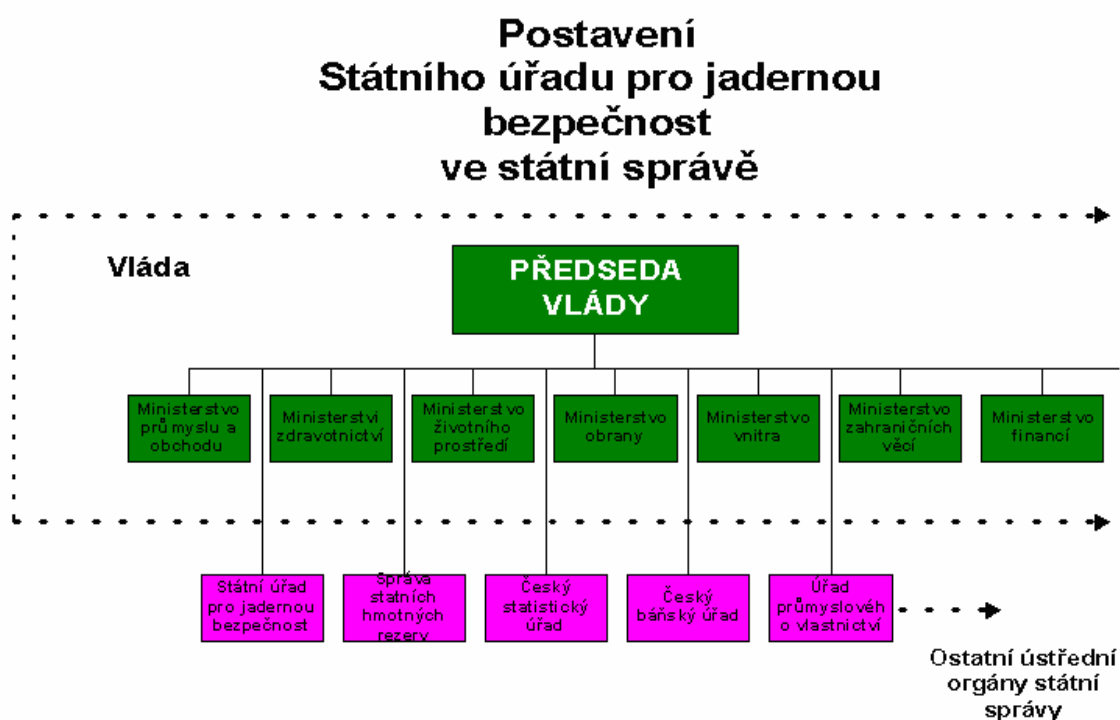 Postavení
Státního úřadu pro jadernou
bezpečnost
ve státní správě
Vláda
PŘEDSEDA
VLÁDY
Ministerstvo
průmyslu a
obchodu
Ministerstvi
zdravotnictví
Ministerstvo
životního
prostředí
Ministerstvo
obrany
Ministerstvo
vnitra
Ministerstvo
zahraničních
věcí
Ministerstvo
financí
Státní úřad
pro jadernou
bezpečnost
Správa
statních
hmotných
rezerv
Český
statistický
úřad
Český
báňský úřad
Úřad
průmyslovéh
o vlastnictví
Ostatní ústřední
orgány státní
správy